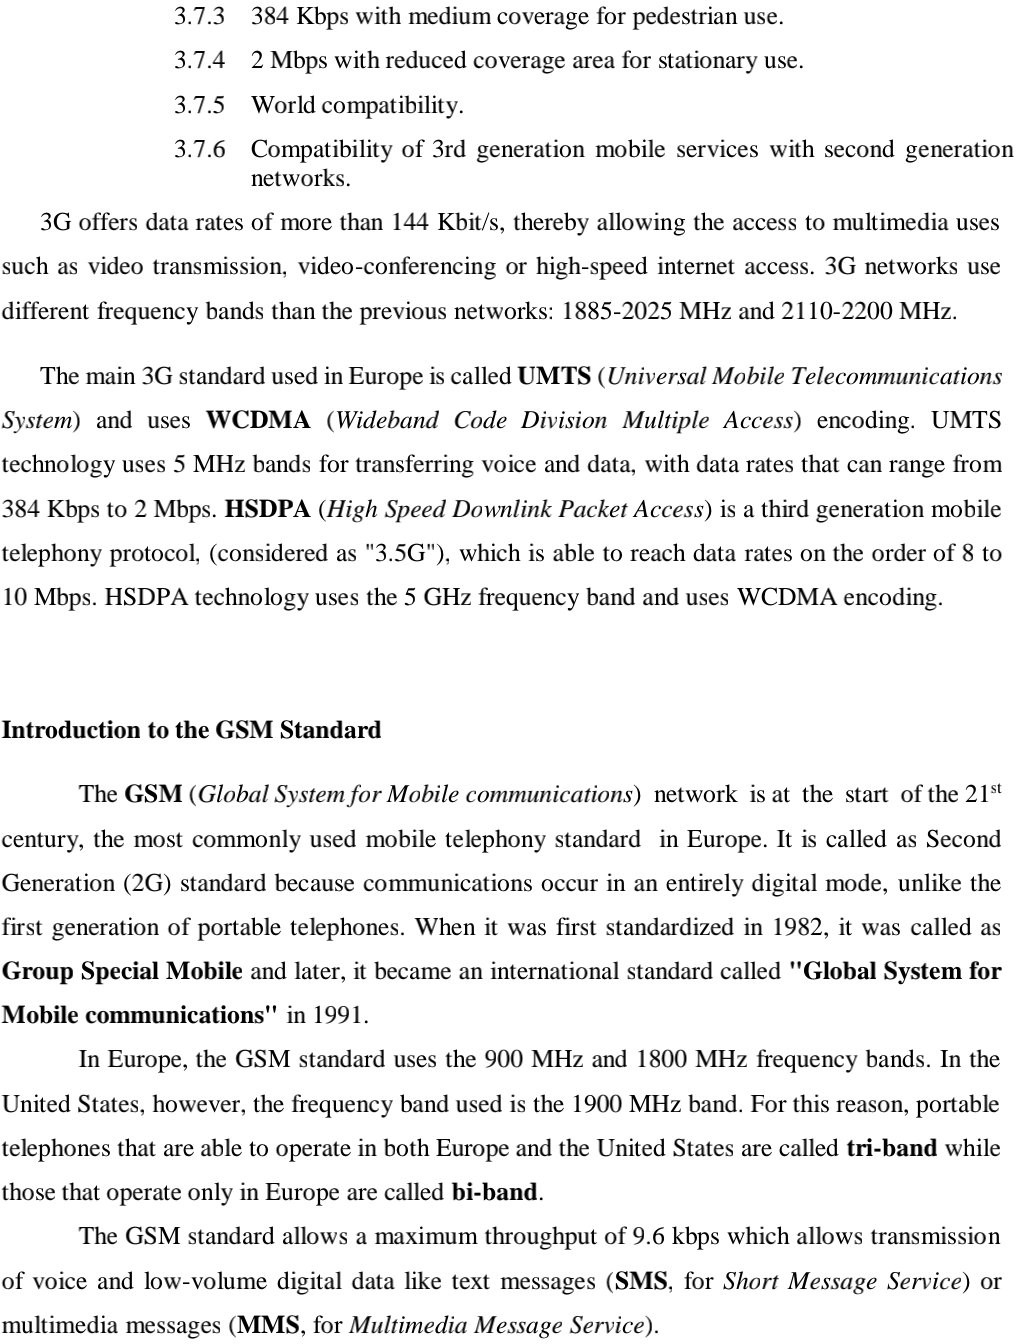 3.7.3 384 Kbps with medium coverage for pedestrian use.
3.7.4 2 Mbps with reduced coverage area for stationary use.
3.7.5 World compatibility.
3.7.6 Compatibility of 3rd generation mobile services with second generation
networks.
3G offers data rates of more than 144 Kbit/s, thereby allowing the access to multimedia uses
such as video transmission, video-conferencing or high-speed internet access. 3G networks use
different frequency bands than the previous networks: 1885-2025 MHz and 2110-2200 MHz.
The main 3G standard used in Europe is called UMTS (Universal Mobile Telecommunications
System) and uses WCDMA (Wideband Code Division Multiple Access) encoding. UMTS
technology uses 5 MHz bands for transferring voice and data, with data rates that can range from
384 Kbps to 2 Mbps. HSDPA (High Speed Downlink Packet Access) is a third generation mobile
telephony protocol, (considered as "3.5G"), which is able to reach data rates on the order of 8 to
10 Mbps. HSDPA technology uses the 5 GHz frequency band and uses WCDMA encoding.
Introduction to the GSM Standard
The GSM (Global System for Mobile communications) network is at the start of the 21st
century, the most commonly used mobile telephony standard in Europe. It is called as Second
Generation (2G) standard because communications occur in an entirely digital mode, unlike the
first generation of portable telephones. When it was first standardized in 1982, it was called as
Group Special Mobile and later, it became an international standard called "Global System for
Mobile communications" in 1991.
In Europe, the GSM standard uses the 900 MHz and 1800 MHz frequency bands. In the
United States, however, the frequency band used is the 1900 MHz band. For this reason, portable
telephones that are able to operate in both Europe and the United States are called tri-band while
those that operate only in Europe are called bi-band.
The GSM standard allows a maximum throughput of 9.6 kbps which allows transmission
of voice and low-volume digital data like text messages (SMS, for Short Message Service) or
multimedia messages (MMS, for Multimedia Message Service).